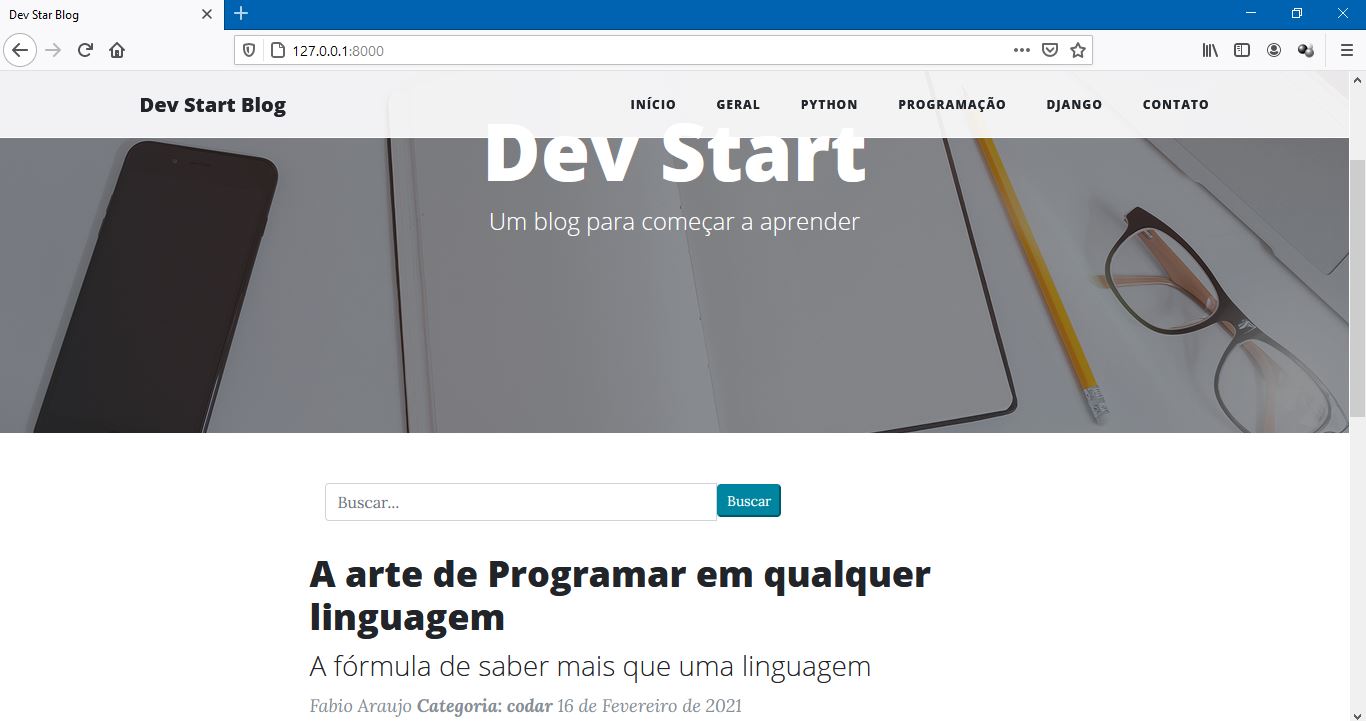 Dev Star Blog
127.0.0.1:8000
Dev Start Blog INÍCIO GERAL PYTHON PROGRAMAÇÃO DJANGO CONTATO
Dev Start
Um blog para começar a aprender
Buscar... Buscar
A arte de Programar em qualquer
linguagem
A fórmula de saber mais que uma linguagem
Fabio Araujo Categoria: codar 16 de Fevereiro de 2021